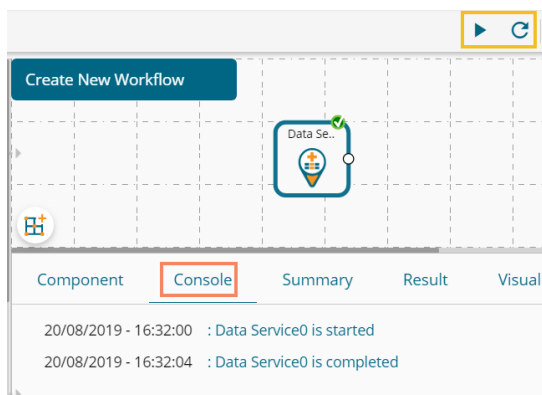 Create New Workflow
Data Se..
Component Console Summary Result Visual
20/08/2019 - 16:32:00 : Data Service0 is started
20/08/2019 - 16:32:04 : Data Service0 is completed